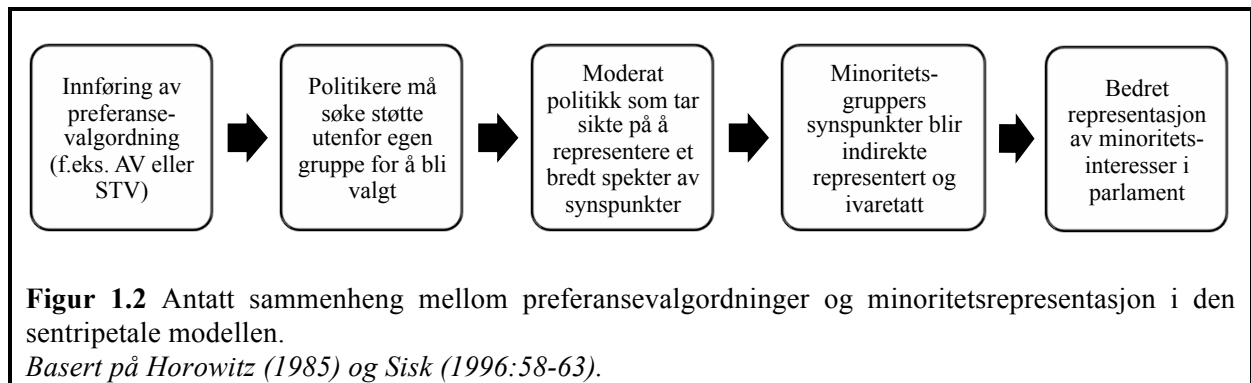 Innføring av
preferanse-
valgordning
(f.eks. AV eller
STV)
Politikere må
søke støtte
utenfor egen
gruppe for å bli
valgt
Moderat
politikk som tar
sikte på å
representere et
bredt spekter av
synspunkter
Minoritets-
gruppers
synspunkter blir
indirekte
representert og
ivaretatt
Bedret
representasjon
av minoritets-
interesser i
parlament
Figur 1.2 Antatt sammenheng mellom preferansevalgordninger og minoritetsrepresentasjon i den
sentripetale modellen.
Basert på Horowitz (1985) og Sisk (1996:58-63).